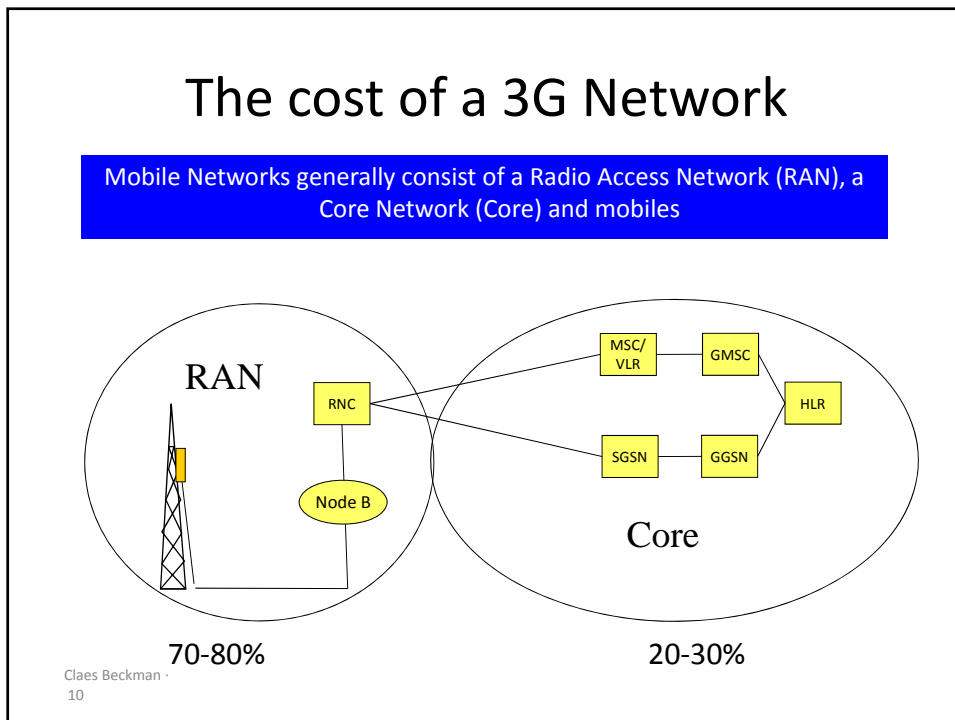 The cost of a 3G Network
Mobile Networks generally consist of a Radio Access Network (RAN), a
Core Network (Core) and mobiles
RAN
RNC
Node B
MSC/
VLR
GMSC
HLR
SGSN
GGSN
Core
70-80%
20-30%
Claes Beckman ·
10